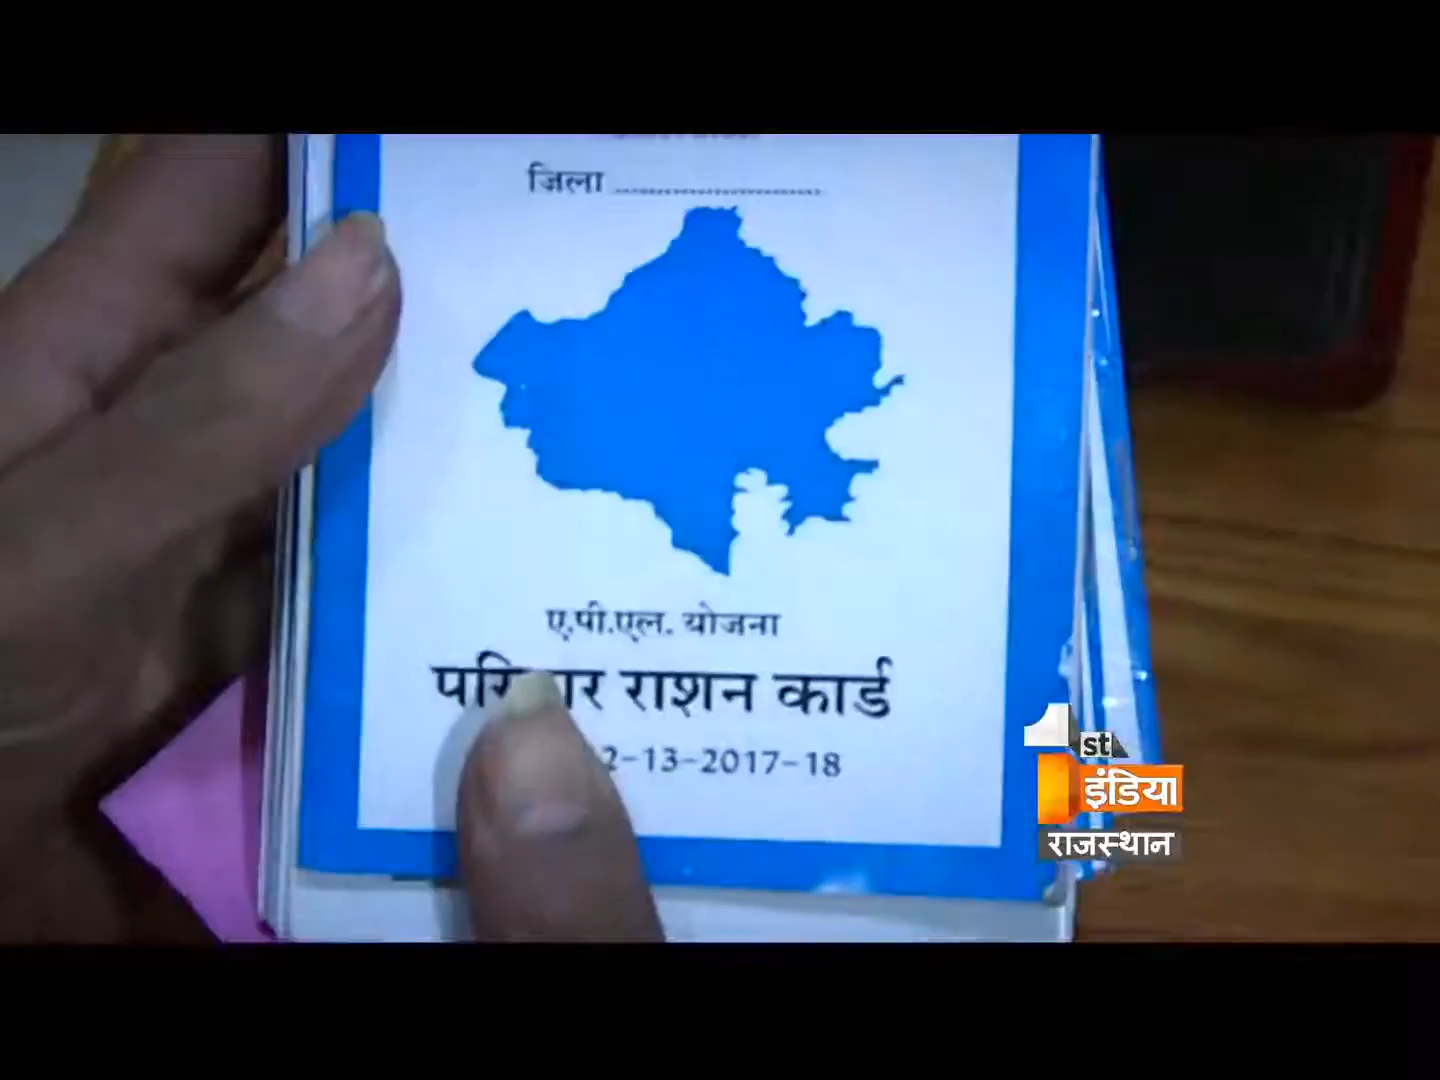 जिला ........................
ए.पी.एल. योजना
राशन कार्ड
2-13-2017-18
1st
इंडिया
राजस्थान